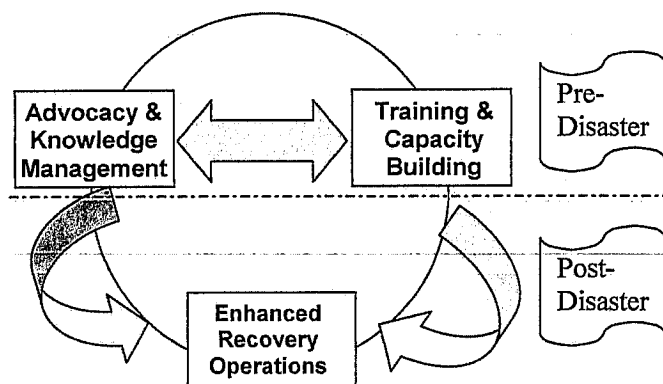 Advocacy &
Knowledge
Management
Training &
Capacity
Building
Pre-
Disaster
Enhanced
Recovery
Operations
Post-
Disaster